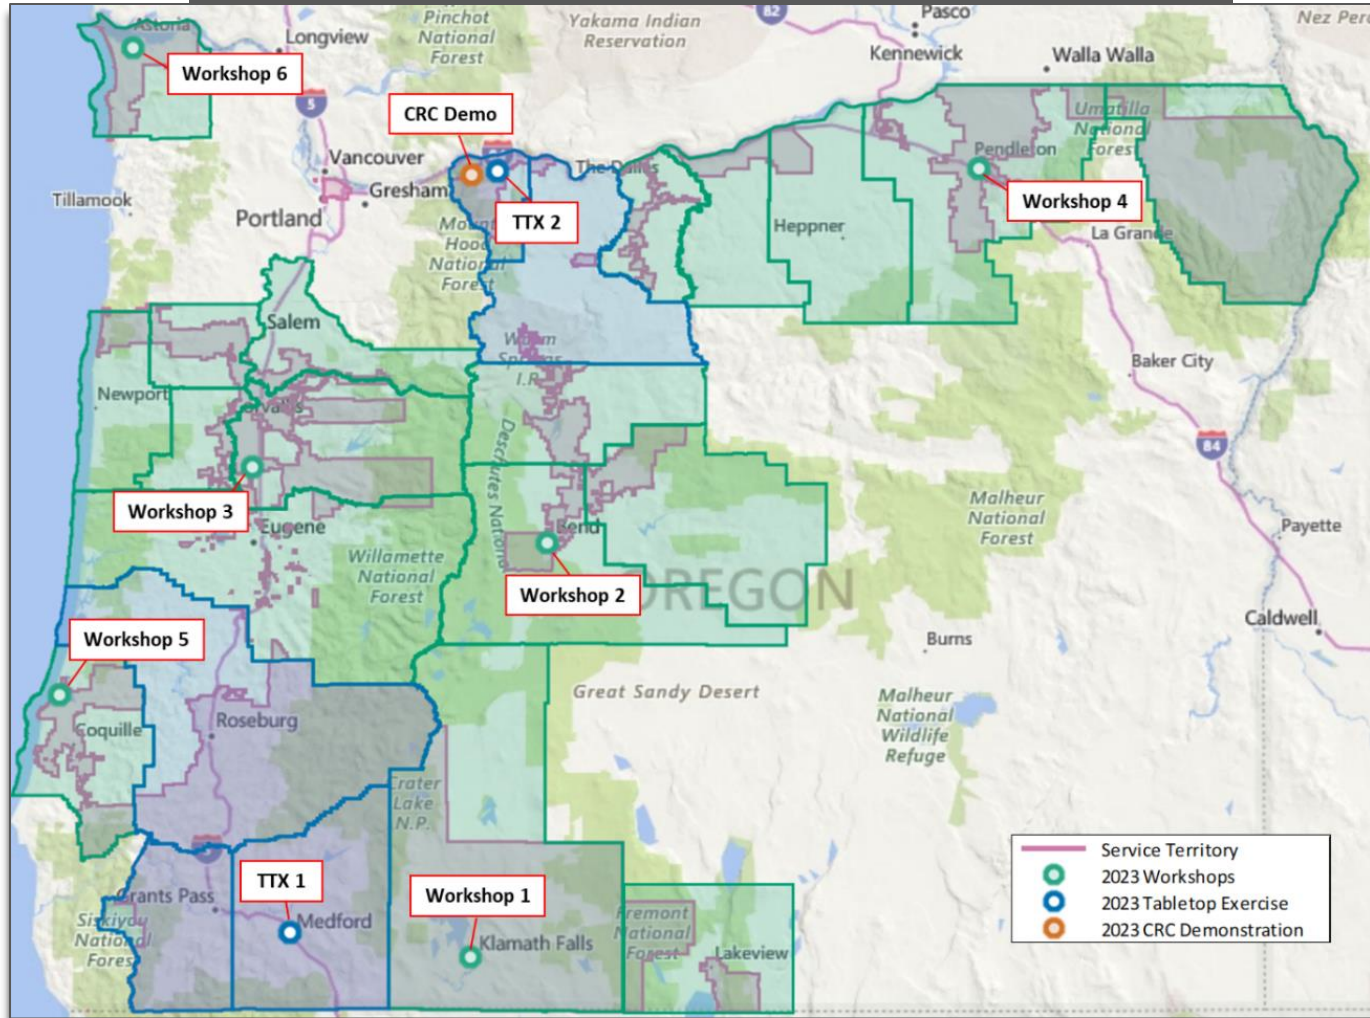 Pinchot
National
Forest
Yakama Indian
Reservation
82
Pasco
Nez Per
Astoria
Longview
Kennewick
Walla Walla
Workshop 6
5
CRC Demo
Umatilla
National
Forest
Vancouver
The Dalles
Pendleton
Gresham
Tillamook
Portland
TTX 2
Workshop 4
Mount
Hood
National
Forest
Heppner
La Grande
Salem
Warm
Springs
I.R.
Baker City
Newport
Corvallis
Deschutes National
84
Workshop 3
Eugene
Bend
Malheur
National
Forest
Payette
Willamette
National
Forest
Workshop 2
OREGON
Caldwell
Workshop 5
Burns
Great Sandy Desert
Malheur
National
Wildlife
Refuge
Coquille
Roseburg
Crater
Lake
N.P.
TTX 1
Workshop 1
Grants Pass
Medford
Siskiyou
National
Forest
Klamath Falls
Fremont
National
Forest
Lakeview
Service Territory
2023 Workshops
2023 Tabletop Exercise
2023 CRC Demonstration